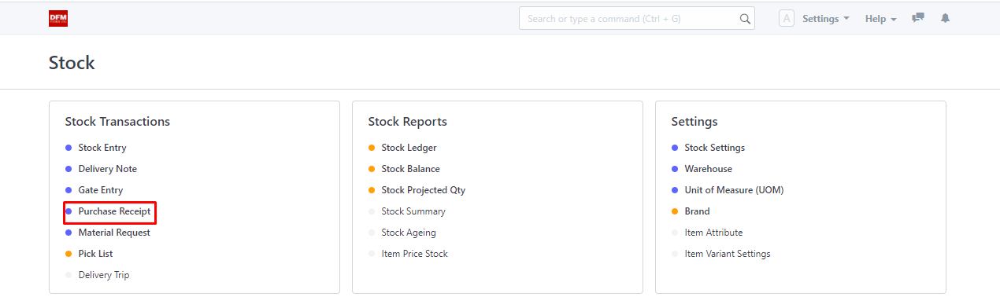 DFM
Search or type a command (Ctrl + G)
A
Settings
Help
Stock
Stock Transactions
Stock Entry
Delivery Note
Gate Entry
Purchase Receipt
Material Request
Pick List
Delivery Trip
Stock Reports
Stock Ledger
Stock Balance
Stock Projected Qty
Stock Summary
Stock Ageing
Item Price Stock
Settings
Stock Settings
Warehouse
Unit of Measure (UOM)
Brand
Item Attribute
Item Variant Settings